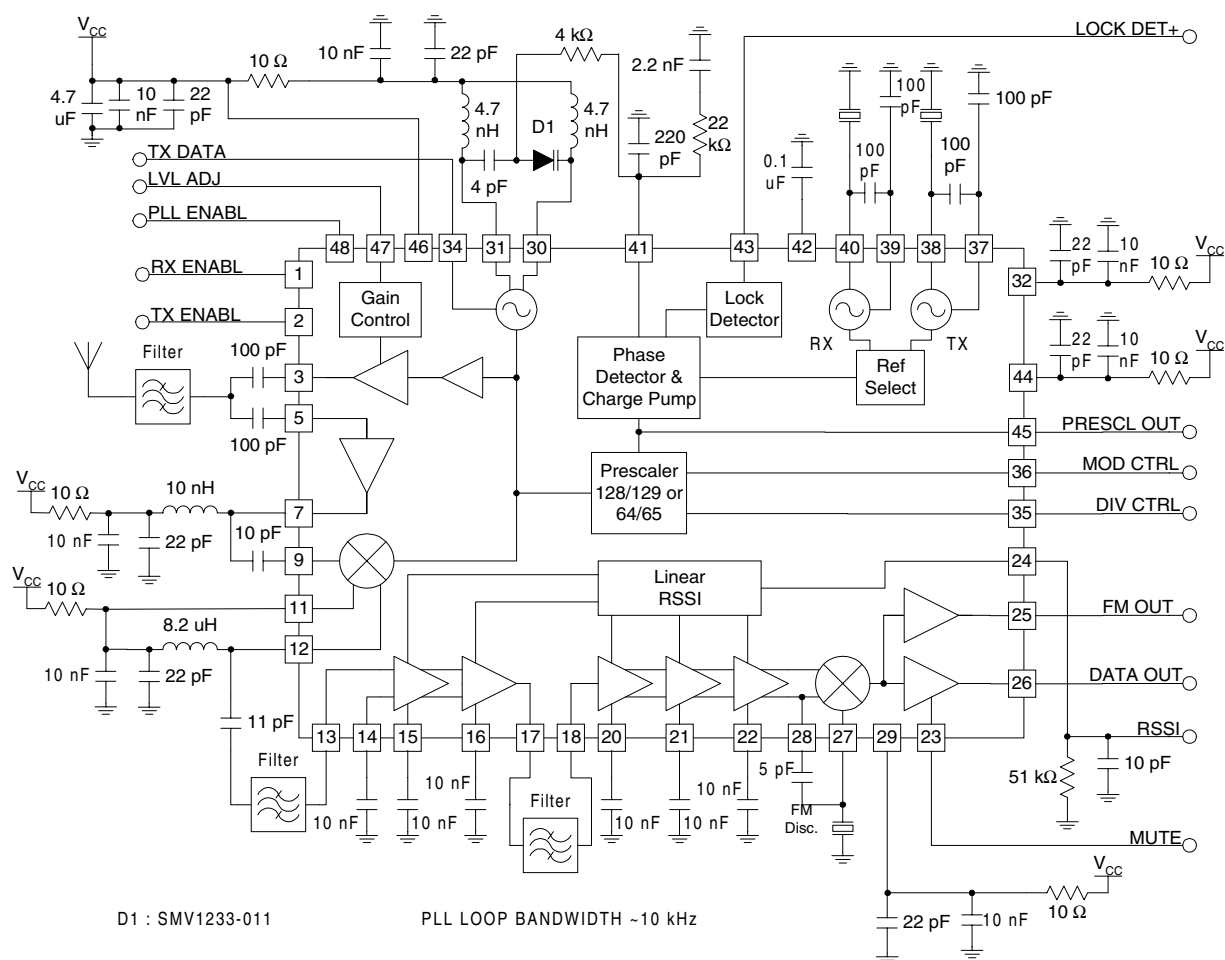 V_CC
4.7 uF
10 nF
22 pF
10 Ω
10 nF
22 pF
4 kΩ
2.2 nF
22 kΩ
220 pF
4.7 nH
4.7 nH
D1
4 pF
LOCK DET+
100 pF
100 pF
100 pF
100 pF
0.1 uF
TX DATA
LVL ADJ
PLL ENABL
RX ENABL
TX ENABL
48
47
46
34
31
30
41
43
42
40
39
38
37
1
2
3
5
7
9
11
12
32
44
45
36
35
24
25
26
22 pF
10 nF
10 Ω
V_CC
22 pF
10 nF
10 Ω
V_CC
Gain Control
Lock Detector
RX
TX
Ref Select
Phase Detector & Charge Pump
Prescaler 128/129 or 64/65
PRESCL OUT
MOD CTRL
DIV CTRL
Filter
100 pF
100 pF
V_CC
10 Ω
10 nH
10 nF
22 pF
10 pF
V_CC
10 Ω
8.2 uH
10 nF
22 pF
11 pF
Linear RSSI
FM OUT
DATA OUT
RSSI
51 kΩ
10 pF
MUTE
13
14
15
16
17
18
20
21
22
28
27
29
23
Filter
10 nF
10 nF
10 nF
Filter
10 nF
10 nF
10 nF
5 pF
FM Disc.
22 pF
10 nF
10 Ω
V_CC
D1 : SMV1233-011
PLL LOOP BANDWIDTH ~10 kHz